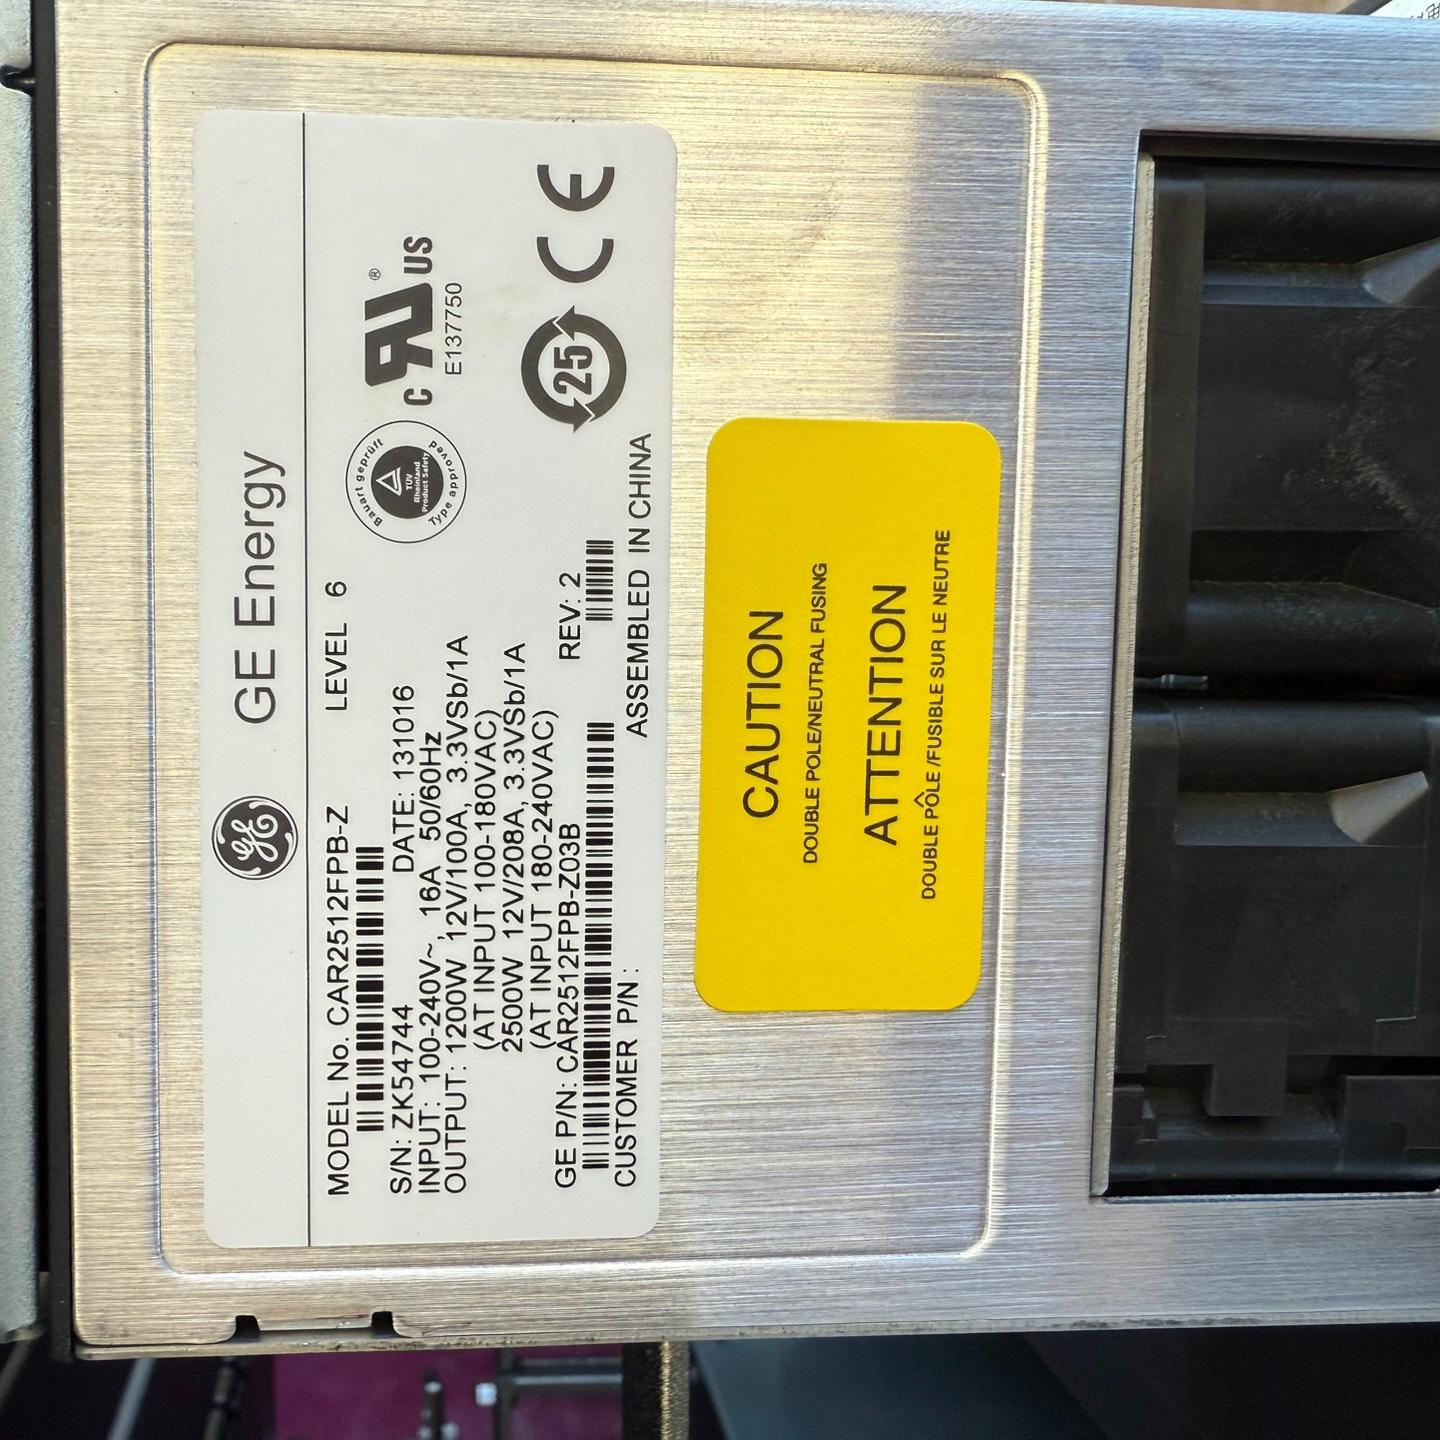 GE Energy
MODEL No. CAR2512FPB-Z LEVEL 6
S/N: ZK54744 DATE: 131016
INPUT: 100-240V~, 16A 50/60Hz
OUTPUT: 1200W 12V/100A, 3.3VSb/1A
(AT INPUT 100-180VAC)
2500W 12V/208A, 3.3VSb/1A
(AT INPUT 180-240VAC)
GE P/N: CAR2512FPB-Z03B REV: 2
CUSTOMER P/N :
ASSEMBLED IN CHINA
Bauart geprüft
TÜV
Rheinland
Product Safety
Type approved
c RU US ®
E137750
25
CE
CAUTION
DOUBLE POLE/NEUTRAL FUSING
ATTENTION
DOUBLE PÔLE /FUSIBLE SUR LE NEUTRE